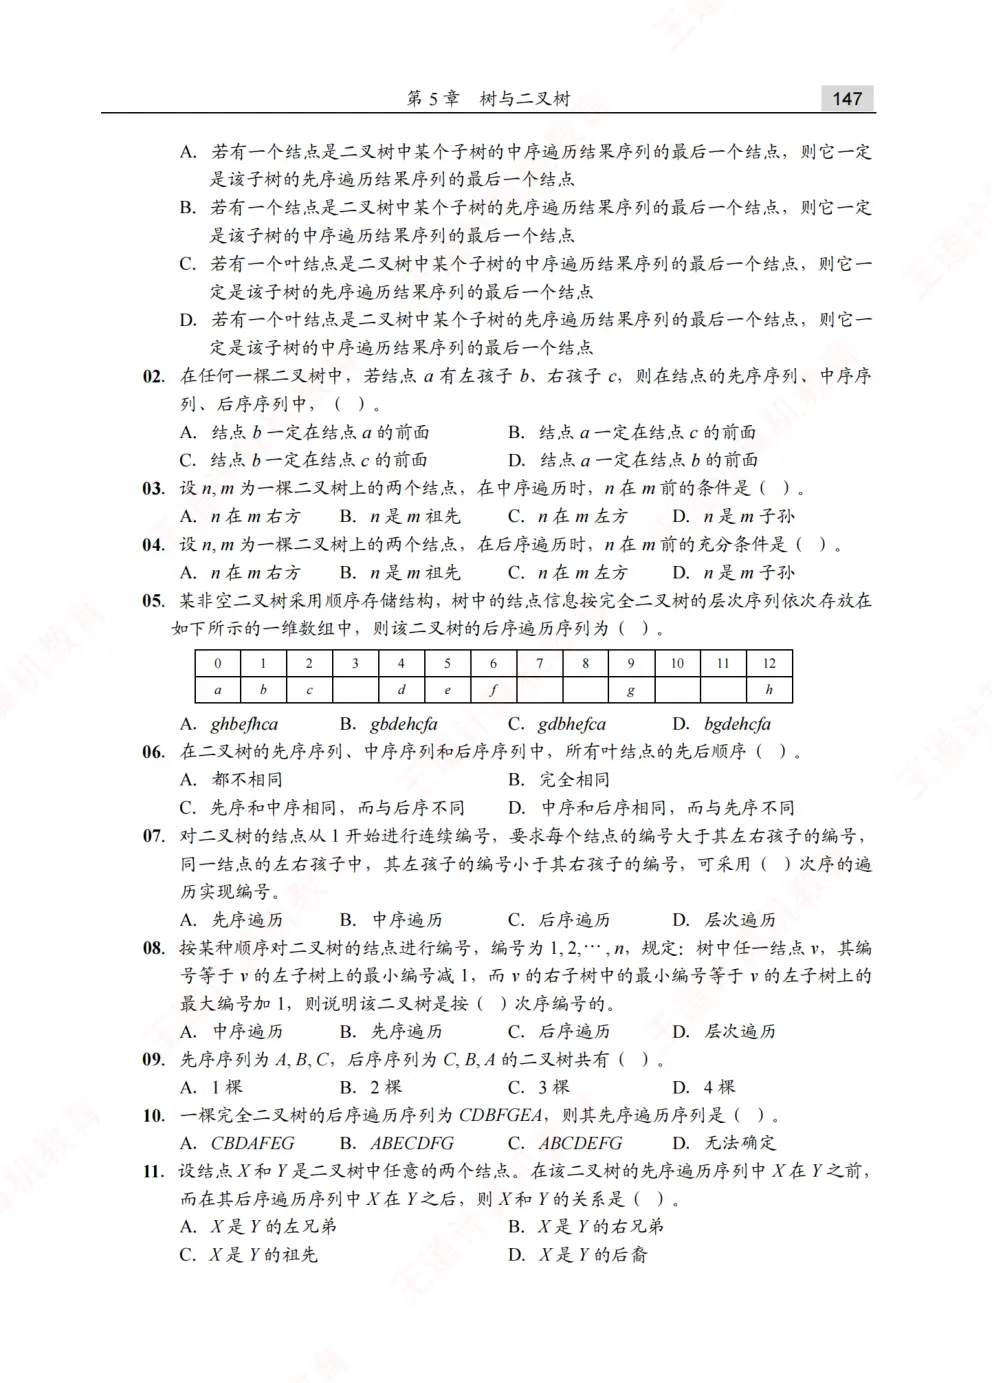 第 5 章　树与二叉树　147
A. 若有一个结点是二叉树中某个子树的中序遍历结果序列的最后一个结点，则它一定
是该子树的先序遍历结果序列的最后一个结点
B. 若有一个结点是二叉树中某个子树的先序遍历结果序列的最后一个结点，则它一定
是该子树的中序遍历结果序列的最后一个结点
C. 若有一个叶结点是二叉树中某个子树的中序遍历结果序列的最后一个结点，则它一
定是该子树的先序遍历结果序列的最后一个结点
D. 若有一个叶结点是二叉树中某个子树的先序遍历结果序列的最后一个结点，则它一
定是该子树的中序遍历结果序列的最后一个结点
02. 在任何一棵二叉树中，若结点 a 有左孩子 b、右孩子 c，则在结点的先序序列、中序序
列、后序序列中，（ ）。
A. 结点 b 一定在结点 a 的前面　B. 结点 a 一定在结点 c 的前面
C. 结点 b 一定在结点 c 的前面　D. 结点 a 一定在结点 b 的前面
03. 设 n, m 为一棵二叉树上的两个结点，在中序遍历时，n 在 m 前的条件是（ ）。
A. n 在 m 右方　B. n 是 m 祖先　C. n 在 m 左方　D. n 是 m 子孙
04. 设 n, m 为一棵二叉树上的两个结点，在后序遍历时，n 在 m 前的充分条件是（ ）。
A. n 在 m 右方　B. n 是 m 祖先　C. n 在 m 左方　D. n 是 m 子孙
05. 某非空二叉树采用顺序存储结构，树中的结点信息按完全二叉树的层次序列依次存放在
如下所示的一维数组中，则该二叉树的后序遍历序列为（ ）。
0 1 2 3 4 5 6 7 8 9 10 11 12
a b c d e f g h
A. ghbefhca　B. gbdehcfa　C. gdbhefca　D. bgdehcfa
06. 在二叉树的先序序列、中序序列和后序序列中，所有叶结点的先后顺序（ ）。
A. 都不相同　B. 完全相同
C. 先序和中序相同，而与后序不同　D. 中序和后序相同，而与先序不同
07. 对二叉树的结点从 1 开始进行连续编号，要求每个结点的编号大于其左右孩子的编号，
同一结点的左右孩子中，其左孩子的编号小于其右孩子的编号，可采用（ ）次序的遍
历实现编号。
A. 先序遍历　B. 中序遍历　C. 后序遍历　D. 层次遍历
08. 按某种顺序对二叉树的结点进行编号，编号为 1, 2,⋯ , n，规定：树中任一结点 v，其编
号等于 v 的左子树上的最小编号减 1，而 v 的右子树中的最小编号等于 v 的左子树上的
最大编号加 1，则说明该二叉树是按（ ）次序编号的。
A. 中序遍历　B. 先序遍历　C. 后序遍历　D. 层次遍历
09. 先序序列为 A, B, C，后序序列为 C, B, A 的二叉树共有（ ）。
A. 1 棵　B. 2 棵　C. 3 棵　D. 4 棵
10. 一棵完全二叉树的后序遍历序列为 CDBFGEA，则其先序遍历序列是（ ）。
A. CBDAFEG　B. ABECDFG　C. ABCDEFG　D. 无法确定
11. 设结点 X 和 Y 是二叉树中任意的两个结点。在该二叉树的先序遍历序列中 X 在 Y 之前，
而在其后序遍历序列中 X 在 Y 之后，则 X 和 Y 的关系是（ ）。
A. X 是 Y 的左兄弟　B. X 是 Y 的右兄弟
C. X 是 Y 的祖先　D. X 是 Y 的后裔